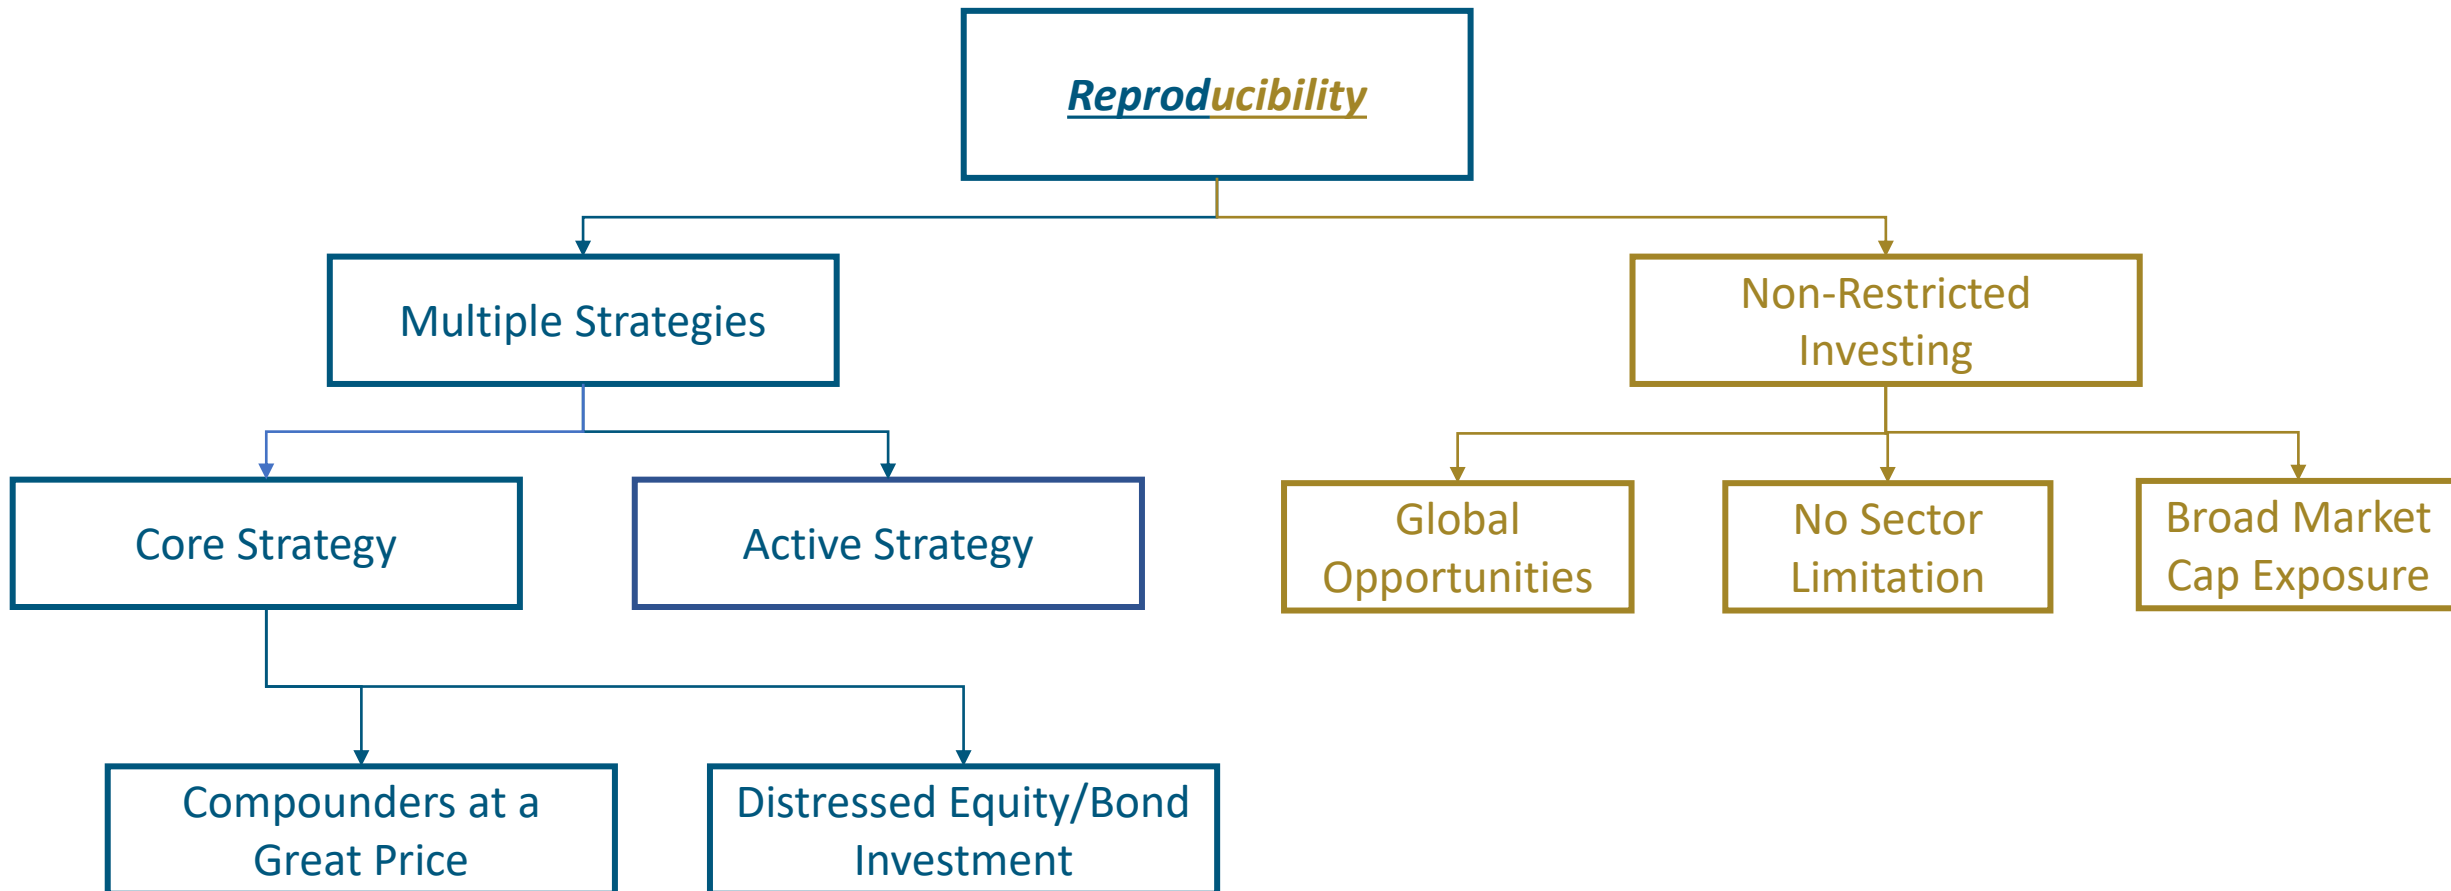 Reproducibility
Multiple Strategies
Non-Restricted
Investing
Core Strategy
Active Strategy
Global
Opportunities
No Sector
Limitation
Broad Market
Cap Exposure
Compounders at a
Great Price
Distressed Equity/Bond
Investment